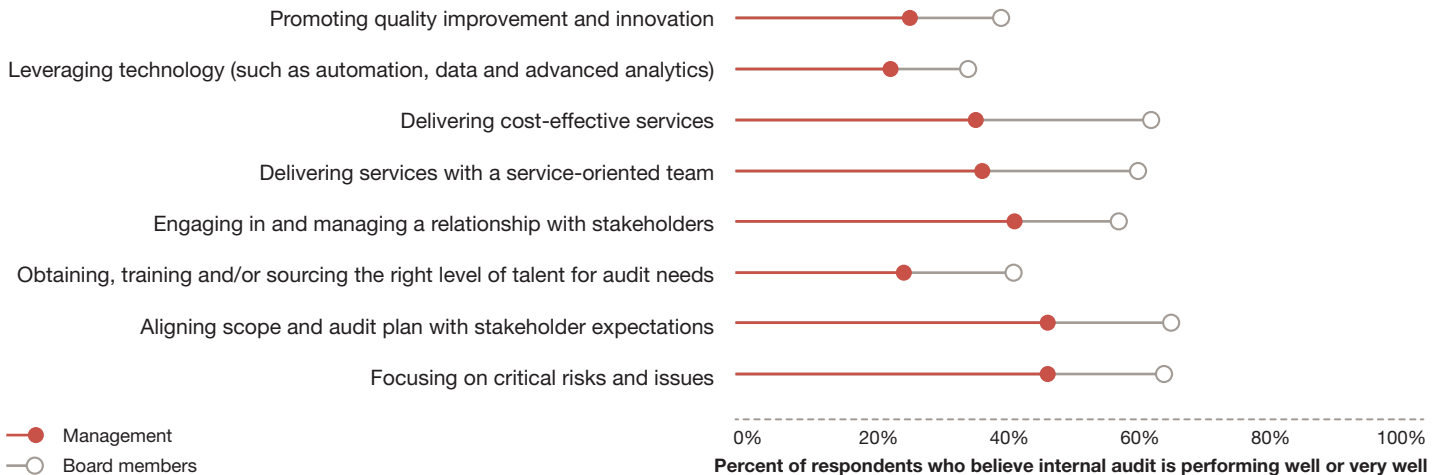 Promoting quality improvement and innovation
Leveraging technology (such as automation, data and advanced analytics)
Delivering cost-effective services
Delivering services with a service-oriented team
Engaging in and managing a relationship with stakeholders
Obtaining, training and/or sourcing the right level of talent for audit needs
Aligning scope and audit plan with stakeholder expectations
Focusing on critical risks and issues
Management
Board members
0% 20% 40% 60% 80% 100%
Percent of respondents who believe internal audit is performing well or very well